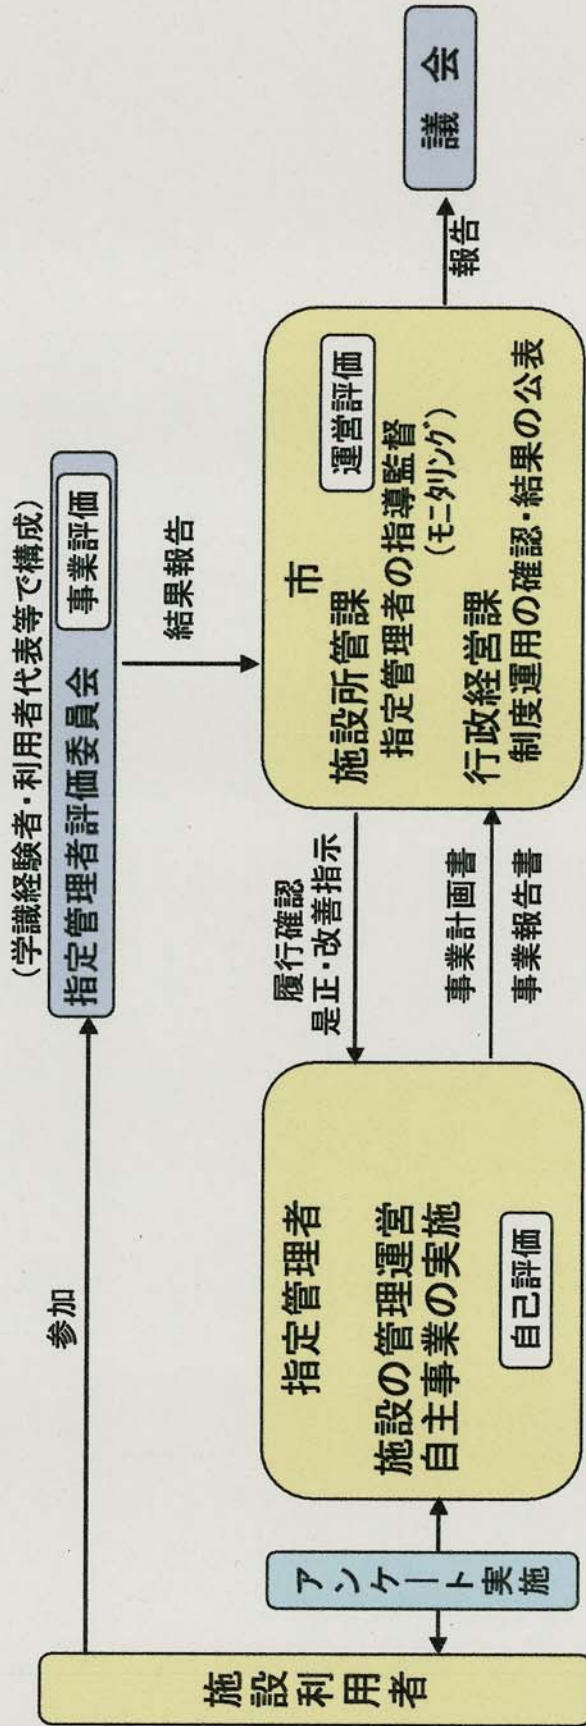 (学識経験者・利用者代表等で構成)
指定管理者評価委員会
事業評価
参加
結果報告
施設利用者
アンケート実施
指定管理者
施設の管理運営
自主事業の実施
自己評価
履行確認
是正・改善指示
事業計画書
事業報告書
市
施設所管課
運営評価
指定管理者の指導監督
(モニタリング)
行政経営課
制度運用の確認・結果の公表
報告
議会